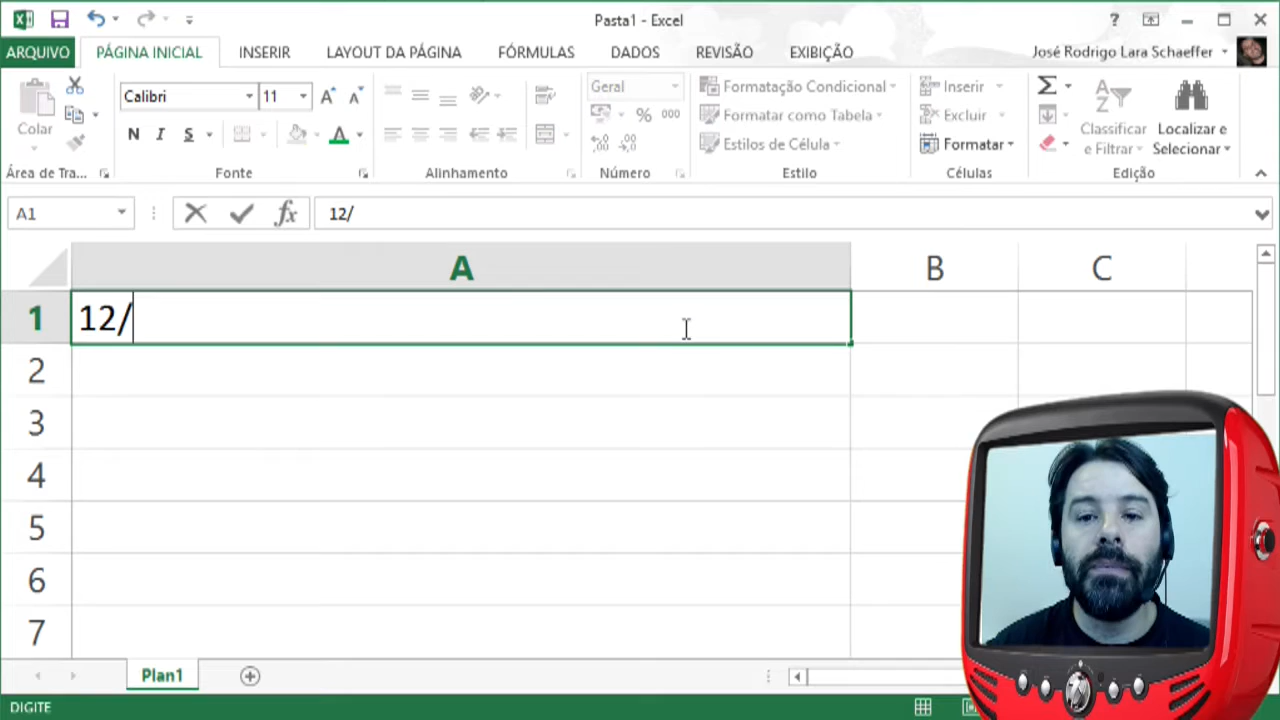 Pasta1 - Excel
?
ARQUIVO
PÁGINA INICIAL
INSERIR
LAYOUT DA PÁGINA
FÓRMULAS
DADOS
REVISÃO
EXIBIÇÃO
José Rodrigo Lara Schaeffer
Colar
Área de Tra...
Calibri
11
A A
N I S A
Fonte
Alinhamento
Geral
% 000
Número
Formatação Condicional
Formatar como Tabela
Estilos de Célula
Estilo
Inserir
Excluir
Formatar
Células
Σ
Classificar
e Filtrar
Localizar e
Selecionar
Edição
A1
fx
12/
A B C
1 12/
2
3
4
5
6
7
Plan1
DIGITE